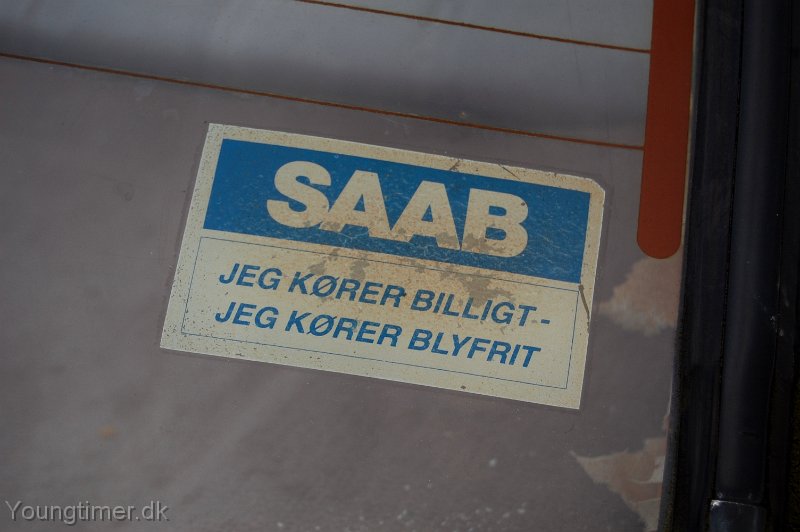 SAAB
JEG KØRER BILLIGT-
JEG KØRER BLYFRIT
Youngtimer.dk